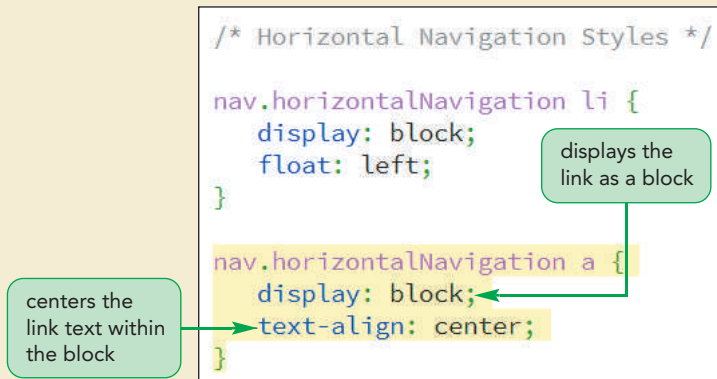 /* Horizontal Navigation Styles */
nav.horizontalNavigation li {
display: block;
float: left;
}
displays the
link as a block
nav.horizontalNavigation a {
display: block;
text-align: center;
}
centers the
link text within
the block